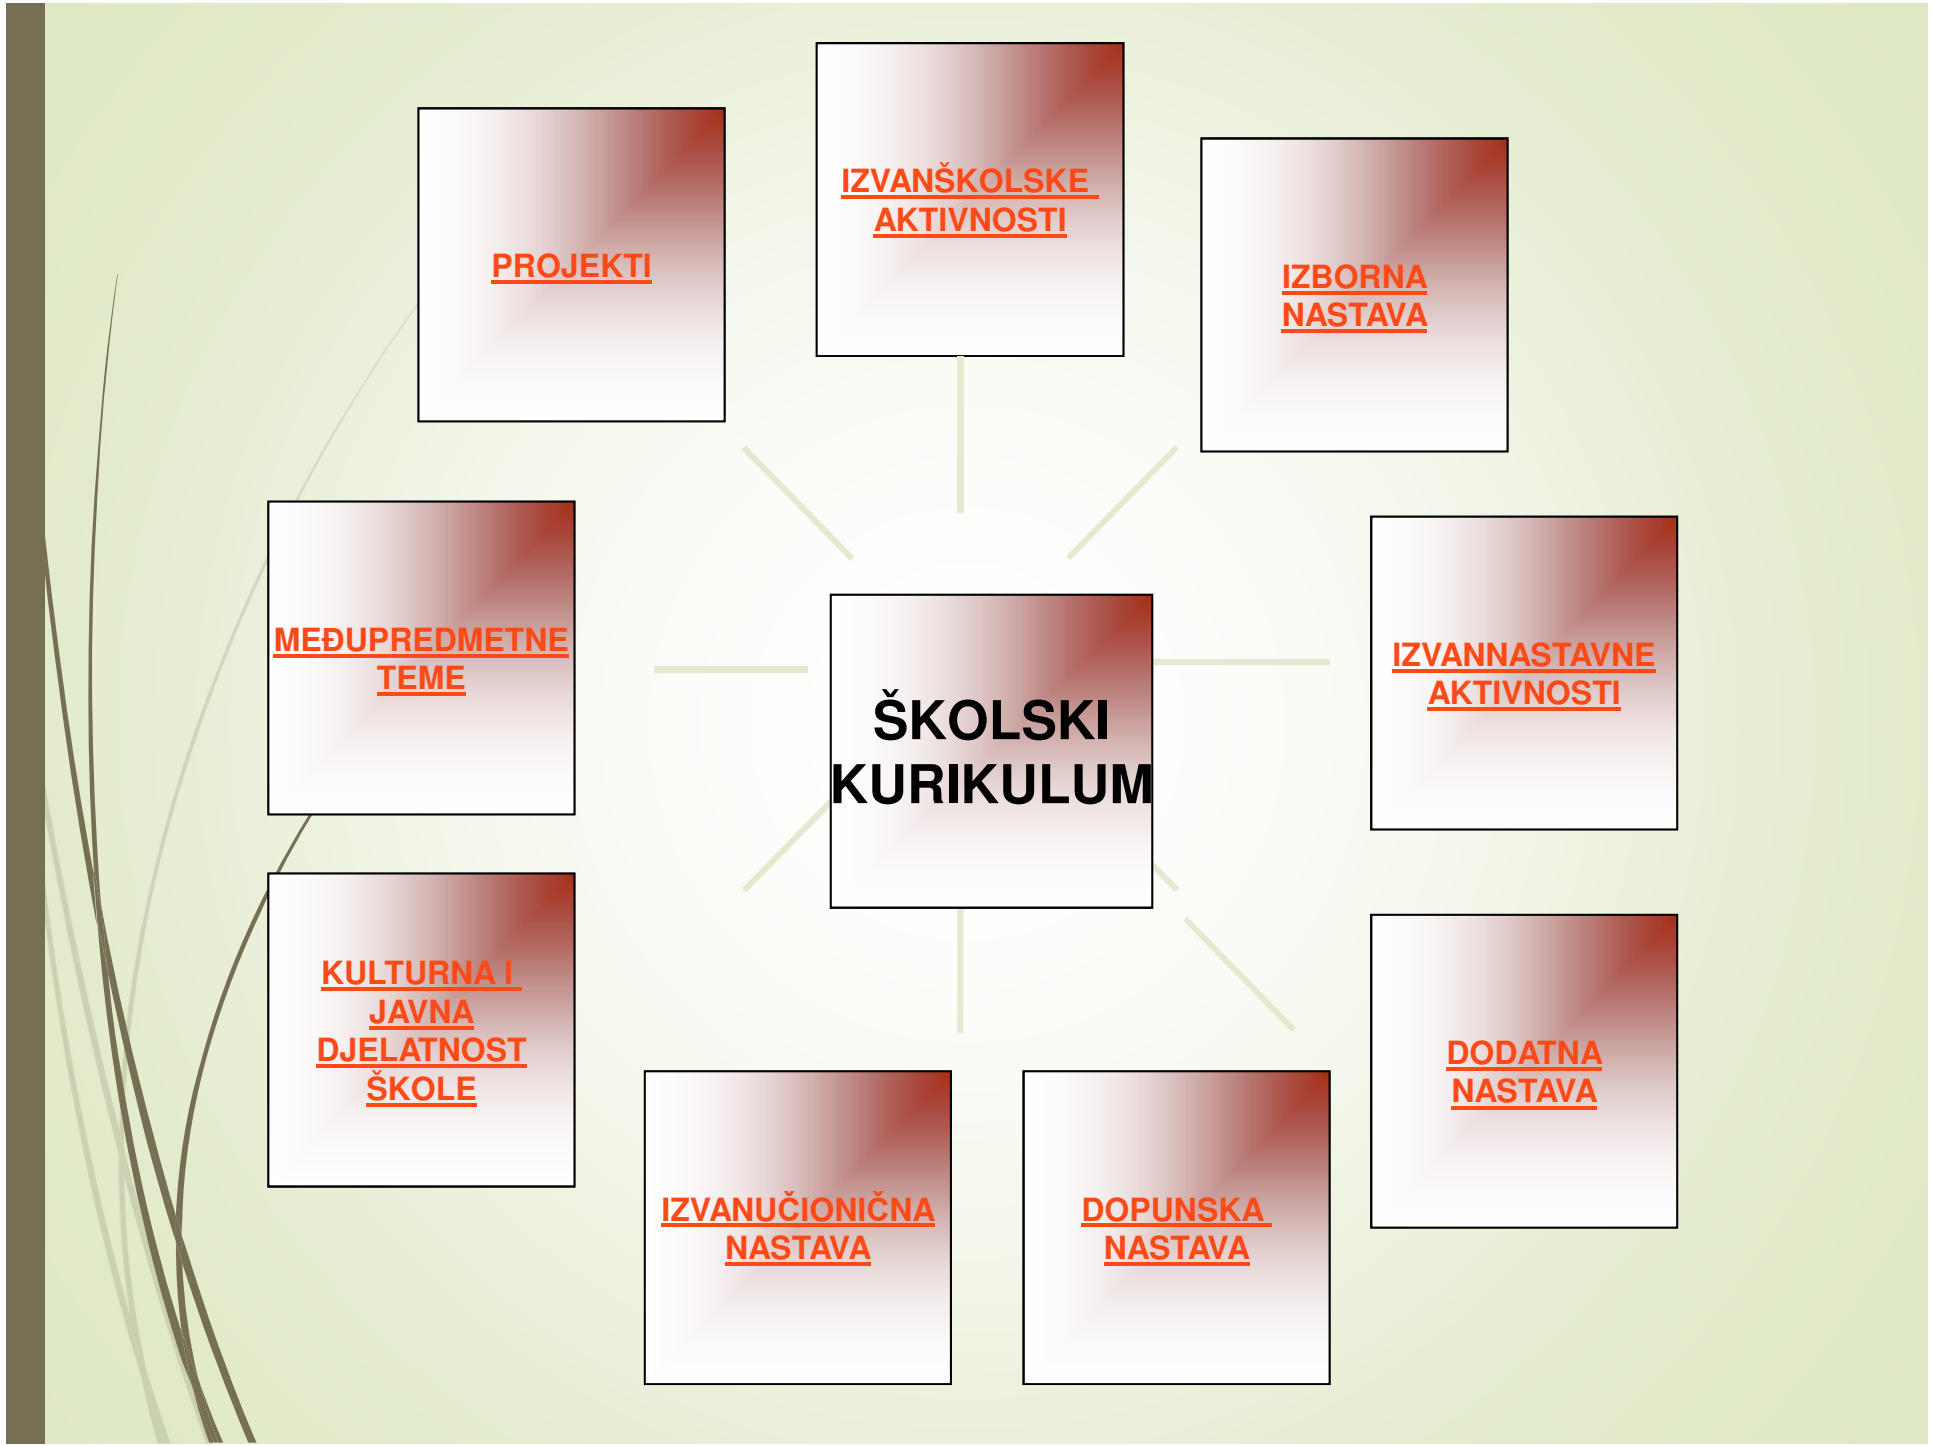 IZVANŠKOLSKE
AKTIVNOSTI
PROJEKTI
IZBORNA
NASTAVA
MEĐUPREDMETNE
TEME
ŠKOLSKI
KURIKULUM
IZVANNASTAVNE
AKTIVNOSTI
KULTURNA I
JAVNA
DJELATNOST
ŠKOLE
DODATNA
NASTAVA
IZVANUČIONIČNA
NASTAVA
DOPUNSKA
NASTAVA